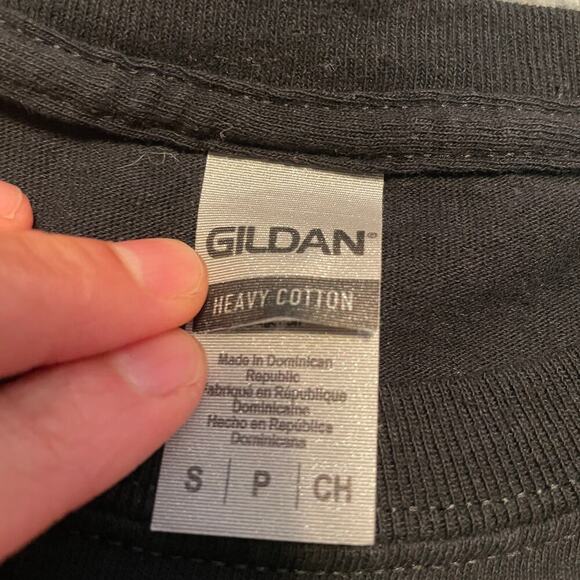 GILDAN®
HEAVY COTTON
Made in Dominican
Republic
Fabriqué en République
Dominicaine
Hecho en República
Dominicana
S | P | CH